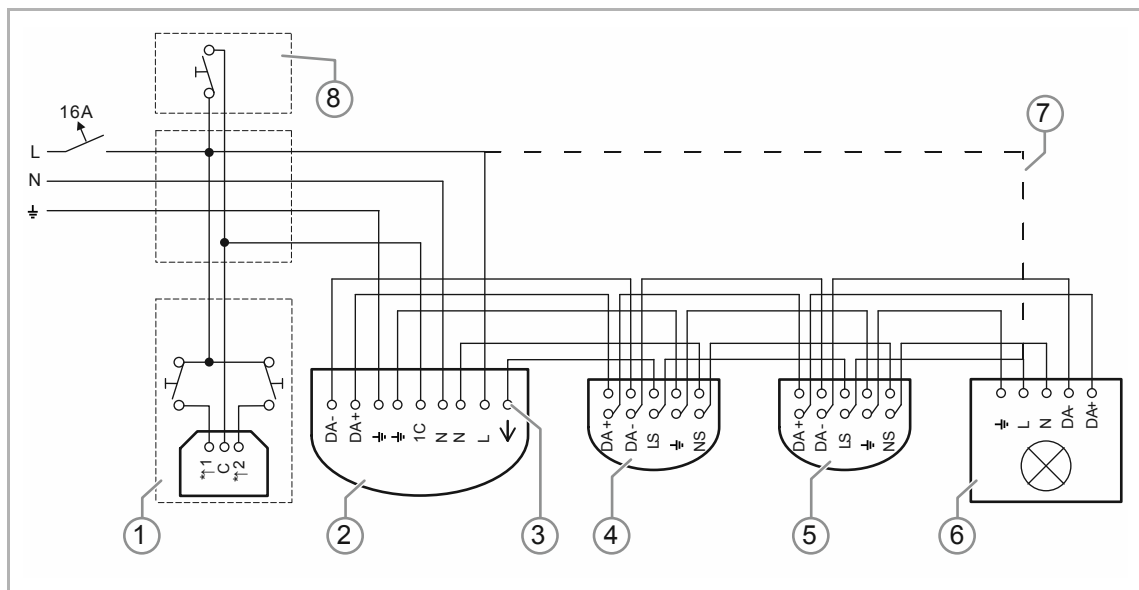 8
16A
7
L
N
⏚
DA-
DA+
⏚
⏚
1C
N
N
L
↓
DA+
DA-
LS
⏚
NS
DA+
DA-
LS
⏚
NS
⏚
L
N
DA-
DA+
*↑1
C
*↑2
1
2
3
4
5
6